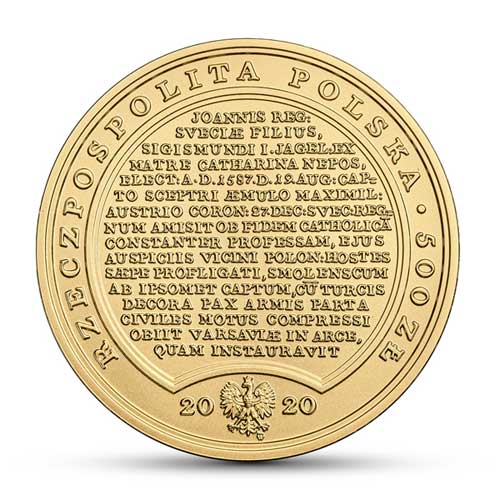 RZECZPOSPOLITA POLSKA · 500 ZŁ
JOANNIS REG:
SVECIÆ FILIUS,
SIGISMUNDI I. JAGEL.EX
MATRE CATHARINA NEPOS,
ELECT:A.D.1587.D.19.AUG:CAP-
TO SCEPTRI ÆMULO MAXIMIL:
AUSTRIO CORON:27.DEC:SVEC:REG-
NUM AMISIT OB FIDEM CATHOLICĀ
CONSTANTER PROFESSAM, EJUS
AUSPICIIS VICINI POLON:HOSTES
SÆPE PROFLIGATI, SMOLENSCUM
AB IPSOMET CAPTUM, CŪ TURCIS
DECORA PAX ARMIS PARTA
CIVILES MOTUS COMPRESSI
OBIIT VARSAVIÆ IN ARCE,
QUAM INSTAURAVIT
20 20